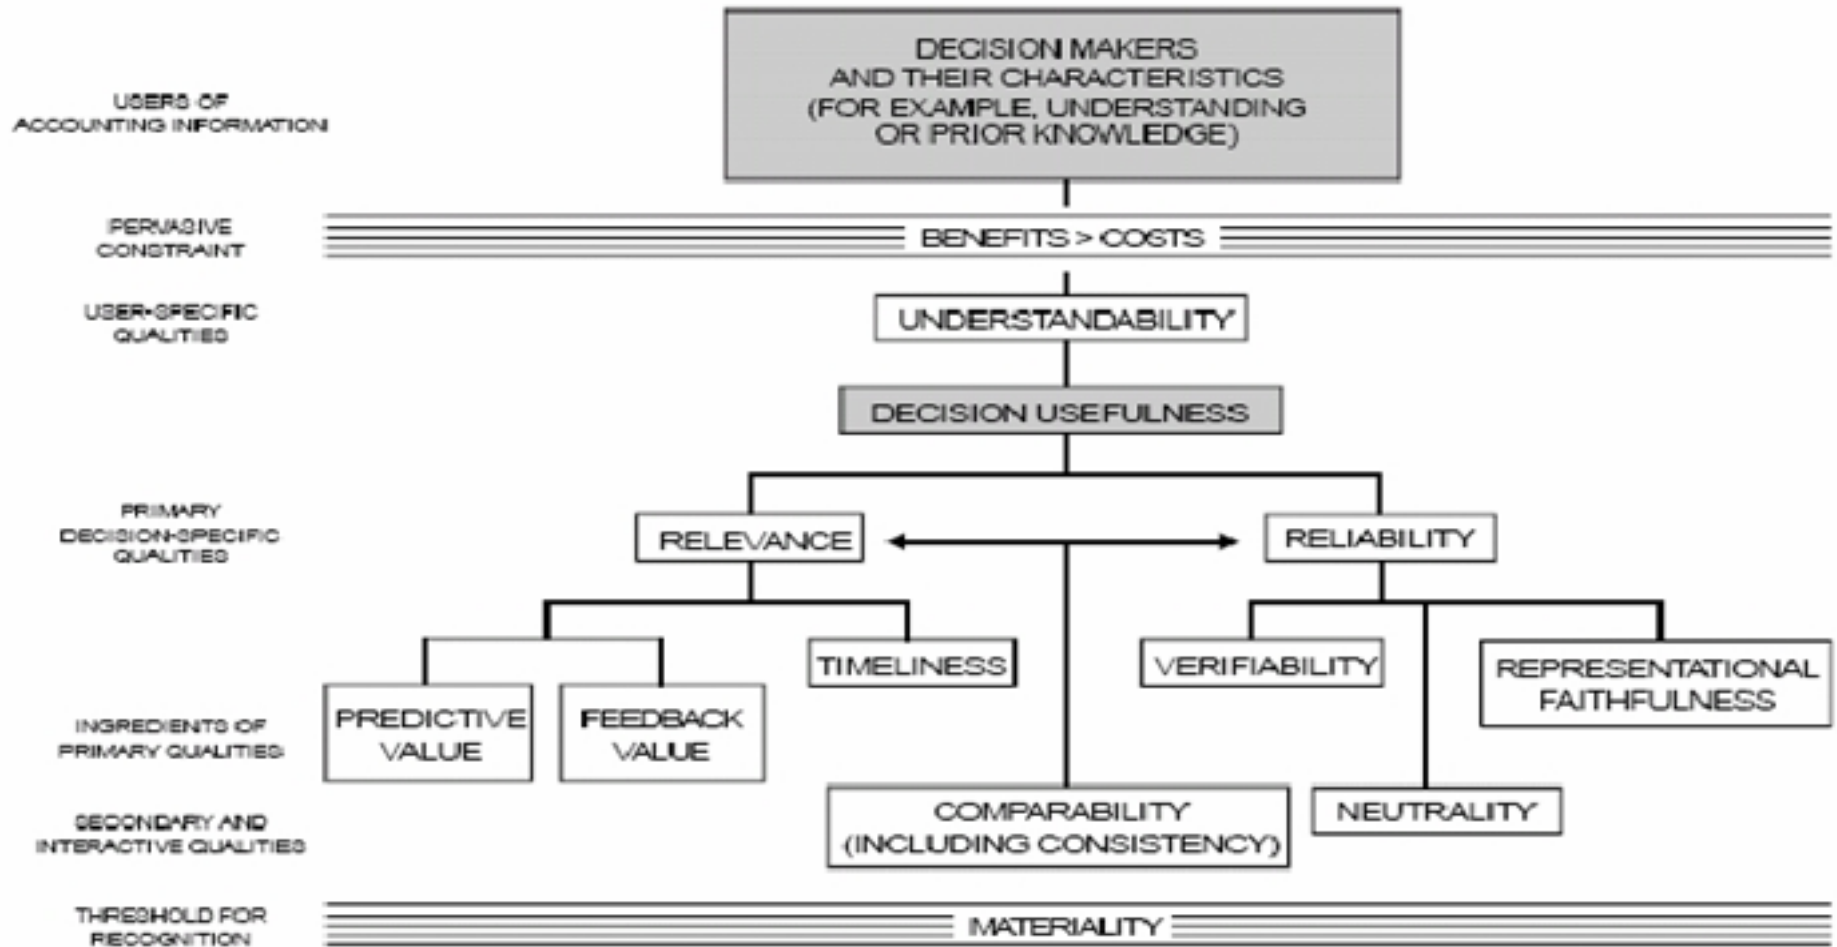 USERS OF
ACCOUNTING INFORMATION
DECISION MAKERS
AND THEIR CHARACTERISTICS
(FOR EXAMPLE, UNDERSTANDING
OR PRIOR KNOWLEDGE)
PERVASIVE
CONSTRAINT
BENEFITS > COSTS
USER-SPECIFIC
QUALITIES
UNDERSTANDABILITY
DECISION USEFULNESS
PRIMARY
DECISION-SPECIFIC
QUALITIES
RELEVANCE
RELIABILITY
TIMELINESS
VERIFIABILITY
REPRESENTATIONAL
FAITHFULNESS
INGREDIENTS OF
PRIMARY QUALITIES
PREDICTIVE
VALUE
FEEDBACK
VALUE
SECONDARY AND
INTERACTIVE QUALITIES
COMPARABILITY
(INCLUDING CONSISTENCY)
NEUTRALITY
THRESHOLD FOR
RECOGNITION
MATERIALITY